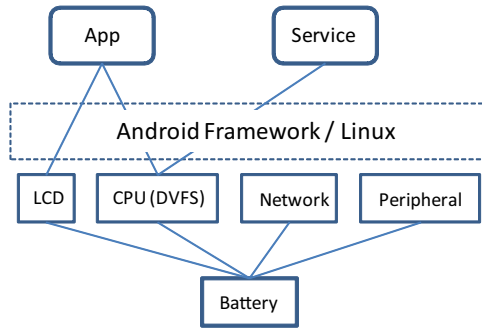 App
Service
Android Framework / Linux
LCD
CPU (DVFS)
Network
Peripheral
Battery